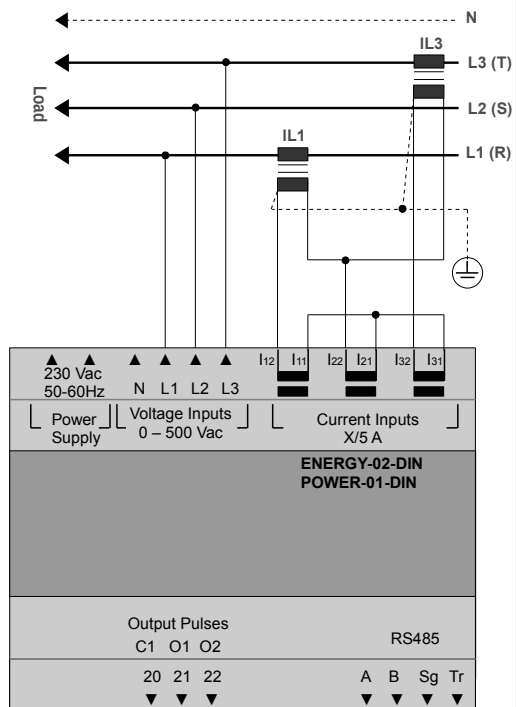 N
IL3
L3 (T)
Load
L2 (S)
IL1
L1 (R)
I12 I11 I22 I21 I32 I31
230 Vac
50-60Hz
N L1 L2 L3
Power
Supply
Voltage Inputs
0 – 500 Vac
Current Inputs
X/5 A
ENERGY-02-DIN
POWER-01-DIN
Output Pulses
C1 O1 O2
RS485
20 21 22
A B Sg Tr